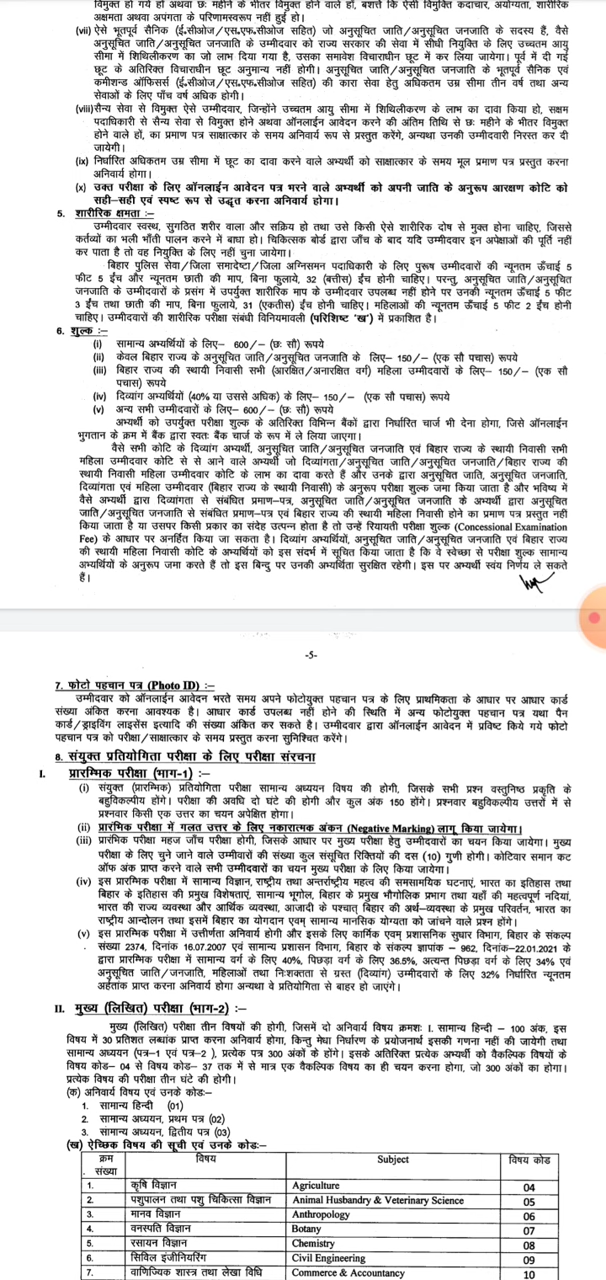 विमुक्त हो गये हों अथवा छः महीने के भीतर विमुक्त होने वाले हों, बशर्ते कि ऐसी विमुक्ति कदाचार, अयोग्यता, शारीरिक
अक्षमता अथवा अपंगता के परिणामस्वरूप नहीं हुई हो।
(vii) ऐसे भूतपूर्व सैनिक (ई.सीओज/एस.एफ.सीओज सहित) जो अनुसूचित जाति/अनुसूचित जनजाति के सदस्य हैं, वैसे
अनुसूचित जाति/अनुसूचित जनजाति के उम्मीदवार को राज्य सरकार की सेवा में सीधी नियुक्ति के लिए उच्चतम आयु
सीमा में शिथिलीकरण का जो लाभ दिया गया है, उसका समावेश विचाराधीन छूट में कर लिया जायेगा। पूर्व में दी गई
छूट के अतिरिक्त विचाराधीन छूट अनुमान्य नहीं होगी। अनुसूचित जाति/अनुसूचित जनजाति के भूतपूर्व सैनिक एवं
कमीशन्ड ऑफिसर्स (ई.सीओज/एस.एफ.सीओज सहित) की कारा सेवा हेतु अधिकतम उम्र सीमा तीन वर्ष तथा अन्य
सेवाओं के लिए पाँच वर्ष अधिक होगी।
(viii)सैन्य सेवा से विमुक्त ऐसे उम्मीदवार, जिन्होंने उच्चतम आयु सीमा में शिथिलीकरण के लाभ का दावा किया हो, सक्षम
पदाधिकारी से सैन्य सेवा से विमुक्त होने अथवा ऑनलाईन आवेदन करने की अंतिम तिथि से छः महीने के भीतर विमुक्त
होने वाले हों, का प्रमाण पत्र साक्षात्कार के समय अनिवार्य रूप से प्रस्तुत करेंगे, अन्यथा उनकी उम्मीदवारी निरस्त कर दी
जायेगी।
(ix) निर्धारित अधिकतम उम्र सीमा में छूट का दावा करने वाले अभ्यर्थी को साक्षात्कार के समय मूल प्रमाण पत्र प्रस्तुत करना
अनिवार्य होगा।
(x) उक्त परीक्षा के लिए ऑनलाईन आवेदन पत्र भरने वाले अभ्यर्थी को अपनी जाति के अनुरूप आरक्षण कोटि को
सही–सही एवं स्पष्ट रूप से उद्धृत करना अनिवार्य होगा।
5. शारीरिक क्षमता :–
उम्मीदवार स्वस्थ, सुगठित शरीर वाला और सक्रिय हो तथा उसे किसी ऐसे शारीरिक दोष से मुक्त होना चाहिए, जिससे
कर्तव्यों का भली भाँती पालन करने में बाधा हो। चिकित्सक बोर्ड द्वारा जाँच के बाद यदि उम्मीदवार इन अपेक्षाओं की पूर्ति नहीं
कर पाता है तो वह नियुक्ति के लिए नहीं चुना जायेगा।
बिहार पुलिस सेवा/जिला समादेष्टा/जिला अग्निसमन पदाधिकारी के लिए पुरूष उम्मीदवारों की न्यूनतम ऊँचाई 5
फीट 5 ईंच और न्यूनतम छाती की माप, बिना फुलाये, 32 (बत्तीस) ईंच होनी चाहिए। परन्तु, अनुसूचित जाति/अनुसूचित
जनजाति के उम्मीदवारों के प्रसंग में उपर्युक्त शारीरिक माप के उम्मीदवार उपलब्ध नहीं होने पर उनकी न्यूनतम ऊँचाई 5 फीट
3 ईंच तथा छाती की माप, बिना फुलाये, 31 (एकतीस) ईंच होनी चाहिए। महिलाओं की न्यूनतम ऊँचाई 5 फीट 2 ईंच होनी
चाहिए। उम्मीदवारों की शारीरिक परीक्षा संबंधी विनियमावली (परिशिष्ट 'ख') में प्रकाशित है।
6. शुल्क :–
(i) सामान्य अभ्यर्थियों के लिए– 600/– (छः सौ) रूपये
(ii) केवल बिहार राज्य के अनुसूचित जाति/अनुसूचित जनजाति के लिए– 150/– (एक सौ पचास) रूपये
(iii) बिहार राज्य की स्थायी निवासी सभी (आरक्षित/अनारक्षित वर्ग) महिला उम्मीदवारों के लिए– 150/– (एक सौ
पचास) रूपये
(iv) दिव्यांग अभ्यर्थियों (40% या उससे अधिक) के लिए– 150/– (एक सौ पचास) रूपये
(v) अन्य सभी उम्मीदवारों के लिए– 600/– (छः सौ) रूपये
अभ्यर्थी को उपर्युक्त परीक्षा शुल्क के अतिरिक्त विभिन्न बैंकों द्वारा निर्धारित चार्ज भी देना होगा, जिसे ऑनलाईन
भुगतान के क्रम में बैंक द्वारा स्वतः बैंक चार्ज के रूप में ले लिया जाएगा।
वैसे सभी कोटि के दिव्यांग अभ्यर्थी, अनुसूचित जाति/अनुसूचित जनजाति एवं बिहार राज्य के स्थायी निवासी सभी
महिला उम्मीदवार कोटि से से आने वाले अभ्यर्थी जो दिव्यांगता/अनुसूचित जाति/अनुसूचित जनजाति/बिहार राज्य की
स्थायी निवासी महिला उम्मीदवार कोटि के लाभ का दावा करते हैं और उनके द्वारा अनुसूचित जाति, अनुसूचित जनजाति,
दिव्यांगता एवं महिला उम्मीदवार (बिहार राज्य के स्थायी निवासी) के अनुरूप परीक्षा शुल्क जमा किया जाता है और भविष्य में
वैसे अभ्यर्थी द्वारा दिव्यांगता से संबंधित प्रमाण–पत्र, अनुसूचित जाति/अनुसूचित जनजाति के अभ्यर्थी द्वारा अनुसूचित
जाति/अनुसूचित जनजाति से संबंधित प्रमाण–पत्र एवं बिहार राज्य की स्थायी महिला निवासी होने का प्रमाण पत्र प्रस्तुत नहीं
किया जाता है या उसपर किसी प्रकार का संदेह उत्पन्न होता है तो उन्हें रियायती परीक्षा शुल्क (Concessional Examination
Fee) के आधार पर अनर्हित किया जा सकता है। दिव्यांग अभ्यर्थियों, अनुसूचित जाति/अनुसूचित जनजाति एवं बिहार राज्य
की स्थायी महिला निवासी कोटि के अभ्यर्थियों को इस संदर्भ में सूचित किया जाता है कि वे स्वेच्छा से परीक्षा शुल्क सामान्य
अभ्यर्थियों के अनुरूप जमा करते हैं तो इस बिन्दु पर उनकी अभ्यर्थिता सुरक्षित रहेगी। इस पर अभ्यर्थी स्वंय निर्णय ले सकते
हैं।
-5-
7. फोटो पहचान पत्र (Photo ID) :–
उम्मीदवार को ऑनलाईन आवेदन भरते समय अपने फोटोयुक्त पहचान पत्र के लिए प्राथमिकता के आधार पर आधार कार्ड
संख्या अंकित करना आवश्यक है। आधार कार्ड उपलब्ध नहीं होने की स्थिति में अन्य फोटोयुक्त पहचान पत्र यथा पैन
कार्ड/ड्राइविंग लाइसेंस इत्यादि की संख्या अंकित कर सकते है। उम्मीदवार द्वारा ऑनलाईन आवेदन में प्रविष्ट किये गये फोटो
पहचान पत्र को परीक्षा/साक्षात्कार के समय प्रस्तुत करना सुनिश्चित करेंगे।
8. संयुक्त प्रतियोगिता परीक्षा के लिए परीक्षा संरचना
I. प्रारम्भिक परीक्षा (भाग-1) :–
(i) संयुक्त (प्रारम्भिक) प्रतियोगिता परीक्षा सामान्य अध्ययन विषय की होगी, जिसके सभी प्रश्न वस्तुनिष्ठ प्रकृति के
बहुविकल्पीय होंगे। परीक्षा की अवधि दो घंटे की होगी और कुल अंक 150 होंगे। प्रश्नवार बहुविकल्पीय उत्तरों में से
प्रश्नवार किसी एक उत्तर का चयन अपेक्षित होगा।
(ii) प्रारंभिक परीक्षा में गलत उत्तर के लिए नकारात्मक अंकन (Negative Marking) लागू किया जायेगा।
(iii) प्रारंभिक परीक्षा महज जाँच परीक्षा होगी, जिसके आधार पर मुख्य परीक्षा हेतु उम्मीदवारों का चयन किया जायेगा। मुख्य
परीक्षा के लिए चुने जाने वाले उम्मीवारों की संख्या कुल संसूचित रिक्तियों की दस (10) गुणी होगी। कोटिवार समान कट
ऑफ अंक प्राप्त करने वाले सभी उम्मीदवारों का चयन मुख्य परीक्षा के लिए किया जायेगा।
(iv) इस प्रारम्भिक परीक्षा में सामान्य विज्ञान, राष्ट्रीय तथा अन्तर्राष्ट्रीय महत्व की समसामयिक घटनाएं, भारत का इतिहास तथा
बिहार के इतिहास की प्रमुख विशेषताएं, सामान्य भूगोल, बिहार के प्रमुख भौगोलिक प्रभाग तथा यहाँ की महत्वपूर्ण नदियां,
भारत की राज्य व्यवस्था और आर्थिक व्यवस्था, आजादी के पश्चात् बिहार की अर्थ–व्यवस्था के प्रमुख परिवर्तन, भारत का
राष्ट्रीय आन्दोलन तथा इसमें बिहार का योगदान एवम् सामान्य मानसिक योग्यता को जांचने वाले प्रश्न होंगे।
(v) इस प्रारम्भिक परीक्षा में उत्तीर्णता अनिवार्य होगी और इसके लिए कार्मिक एवम् प्रशासनिक सुधार विभाग, बिहार के संकल्प
संख्या 2374, दिनांक 16.07.2007 एवं सामान्य प्रशासन विभाग, बिहार के संकल्प ज्ञापांक – 962, दिनांक–22.01.2021 के
द्वारा प्रारम्भिक परीक्षा में सामान्य वर्ग के लिए 40%, पिछड़ा वर्ग के लिए 36.5%, अत्यन्त पिछड़ा वर्ग के लिए 34% एवं
अनुसूचित जाति/जनजाति, महिलाओं तथा निःशक्तता से ग्रस्त (दिव्यांग) उम्मीदवारों के लिए 32% निर्धारित न्यूनतम
अर्हतांक प्राप्त करना अनिवार्य होगा अन्यथा वे प्रतियोगिता से बाहर हो जाएंगे।
II. मुख्य (लिखित) परीक्षा (भाग-2) :–
मुख्य (लिखित) परीक्षा तीन विषयों की होगी, जिसमें दो अनिवार्य विषय क्रमशः I. सामान्य हिन्दी – 100 अंक, इस
विषय में 30 प्रतिशत लब्धांक प्राप्त करना अनिवार्य होगा, किन्तु मेधा निर्धारण के प्रयोजनार्थ इसकी गणना नहीं की जायेगी तथा
सामान्य अध्ययन (पत्र–1 एवं पत्र–2 ), प्रत्येक पत्र 300 अंकों के होंगे। इसके अतिरिक्त प्रत्येक अभ्यर्थी को वैकल्पिक विषयों के
विषय कोड– 04 से विषय कोड– 37 तक में से मात्र एक वैकल्पिक विषय का ही चयन करना होगा, जो 300 अंकों का होगा।
प्रत्येक विषय की परीक्षा तीन घंटे की होगी।
(क) अनिवार्य विषय एवं उनके कोडः–
1. सामान्य हिन्दी (01)
2. सामान्य अध्ययन, प्रथम पत्र (02)
3. सामान्य अध्ययन, द्वितीय पत्र (03)
(ख) ऐच्छिक विषय की सूची एवं उनके कोडः–
क्रम संख्या विषय Subject विषय कोड
1. कृषि विज्ञान Agriculture 04
2. पशुपालन तथा पशु चिकित्सा विज्ञान Animal Husbandry & Veterinary Science 05
3. मानव विज्ञान Anthropology 06
4. वनस्पति विज्ञान Botany 07
5. रसायन विज्ञान Chemistry 08
6. सिविल इंजीनियरिंग Civil Engineering 09
7. वाणिज्यिक शास्त्र तथा लेखा विधि Commerce & Accountancy 10